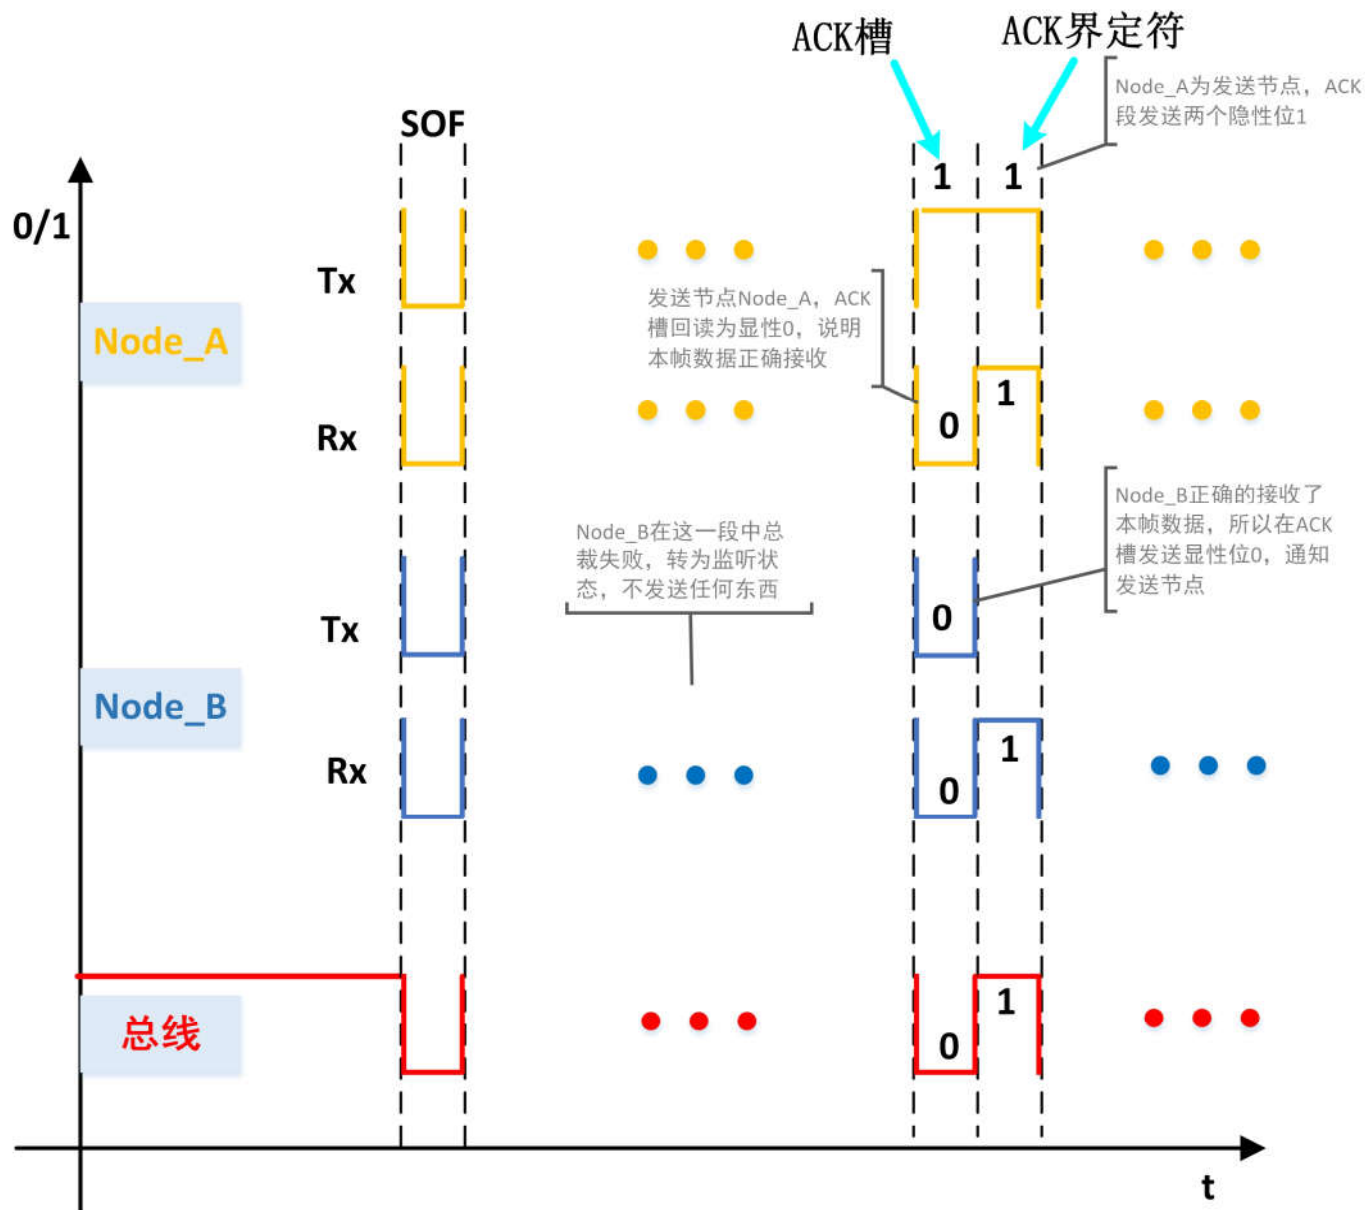 ACK槽
ACK界定符
Node_A为发送节点，ACK
段发送两个隐性位1
SOF
1
1
0/1
Tx
发送节点Node_A，ACK
槽回读为显性0，说明
本帧数据正确接收
Node_A
1
Rx
0
Node_B正确的接收了
本帧数据，所以在ACK
槽发送显性位0，通知
发送节点
Node_B在这一段中总
裁失败，转为监听状
态，不发送任何东西
Tx
0
Node_B
1
Rx
0
1
总线
0
t